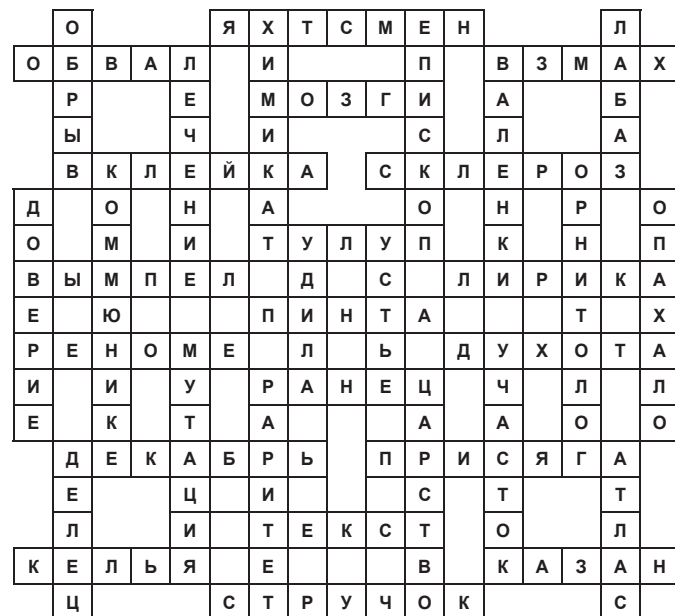 О Я Х Т С М Е Н Л
О Б В А Л И П В З М А Х
Р Е М О З Г И А Б
Ы Ч И С Л А
В К Л Е Й К А С К Л Е Р О З
Д О Н А О Н Р О
О М И Т У Л У П К Н П
В Ы М П Е Л Д С Л И Р И К А
Е Ю П И Н Т А Т Х
Р Е Н О М Е Л Ь Д У Х О Т А
И И У Р А Н Е Ц Ч Л Л
Е К Т А А А О О
Д Е К А Б Р Ь П Р И С Я Г А
Е Ц И С Т Т
Л И Т Е К С Т О Л
К Е Л Ь Я Е В К А З А Н
Ц С Т Р У Ч О К С